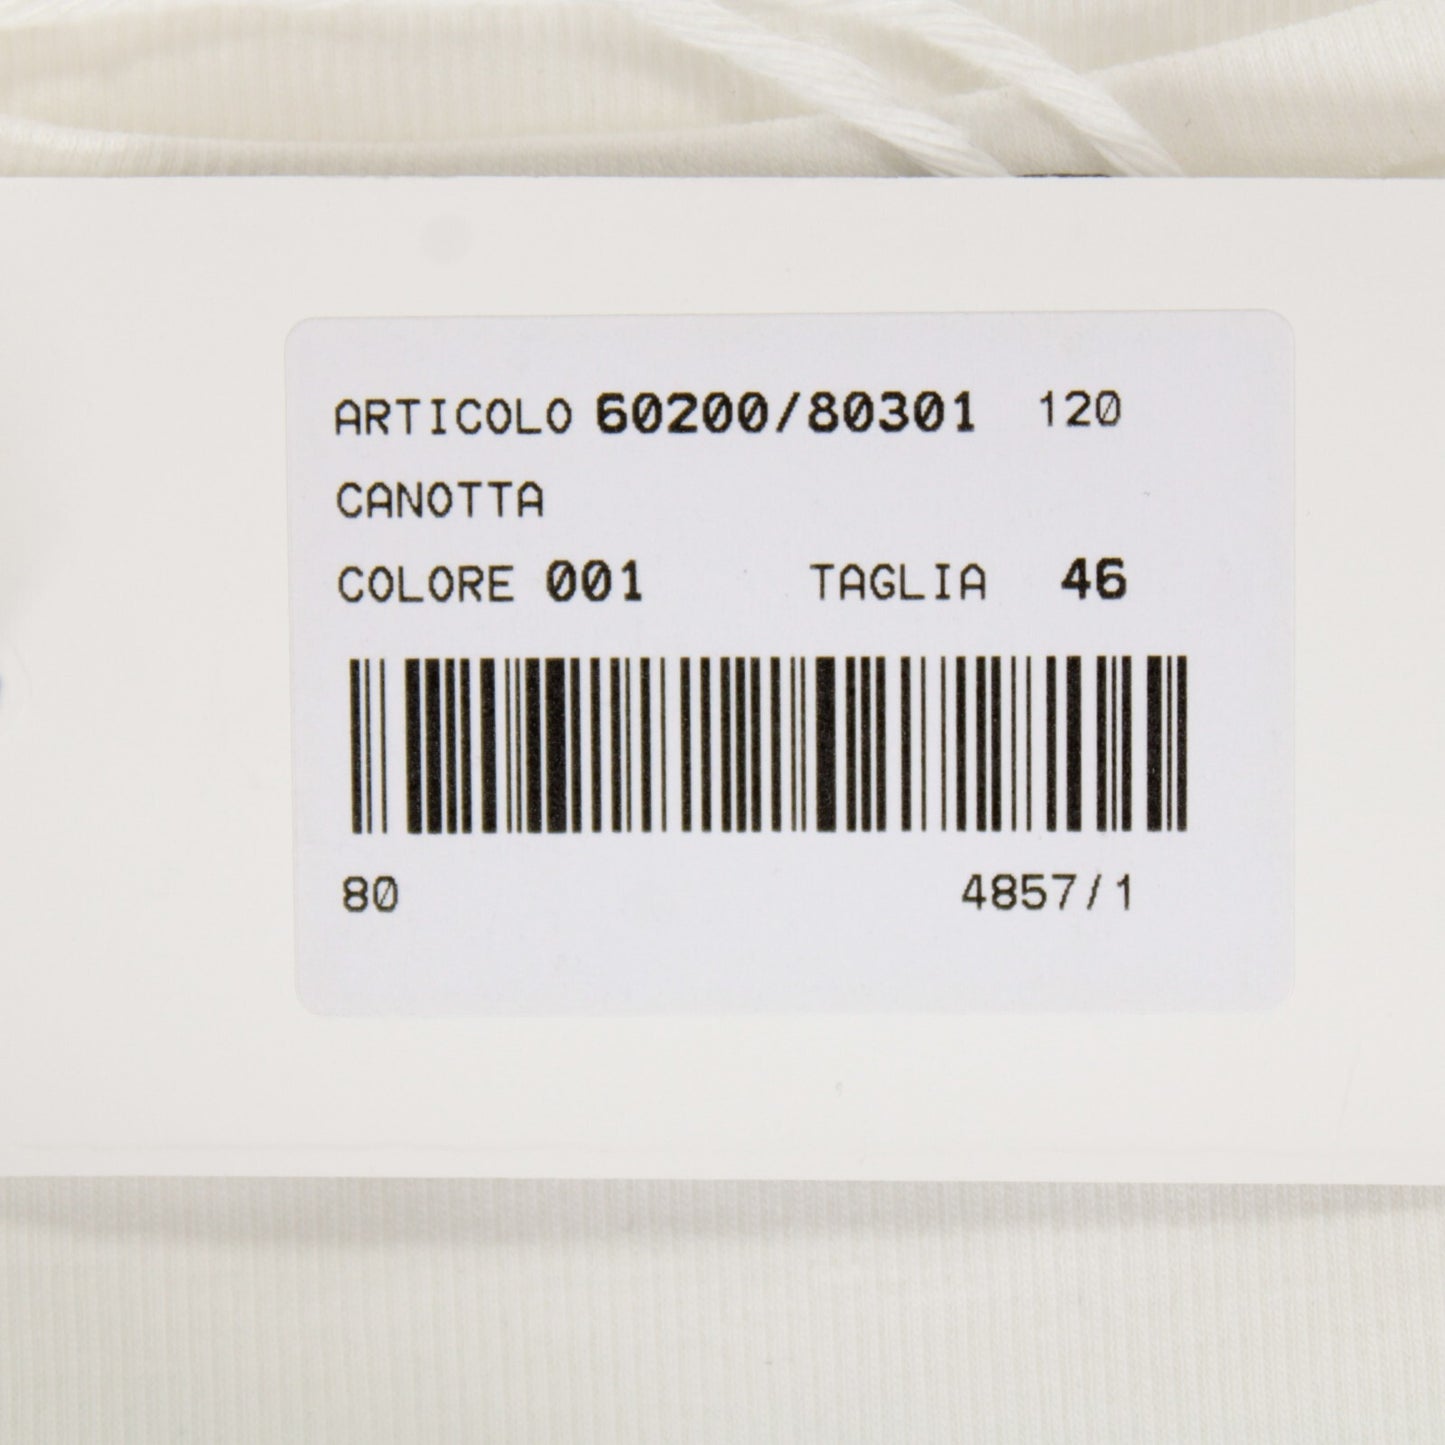 ARTICOLO 60200/80301 120
CANOTTA
COLORE 001 TAGLIA 46
80 4857/1